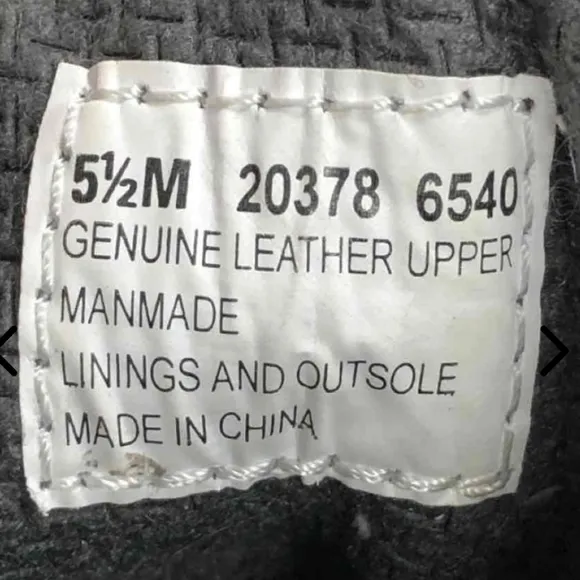 5½M 20378 6540
GENUINE LEATHER UPPER
MANMADE
LININGS AND OUTSOLE
MADE IN CHINA